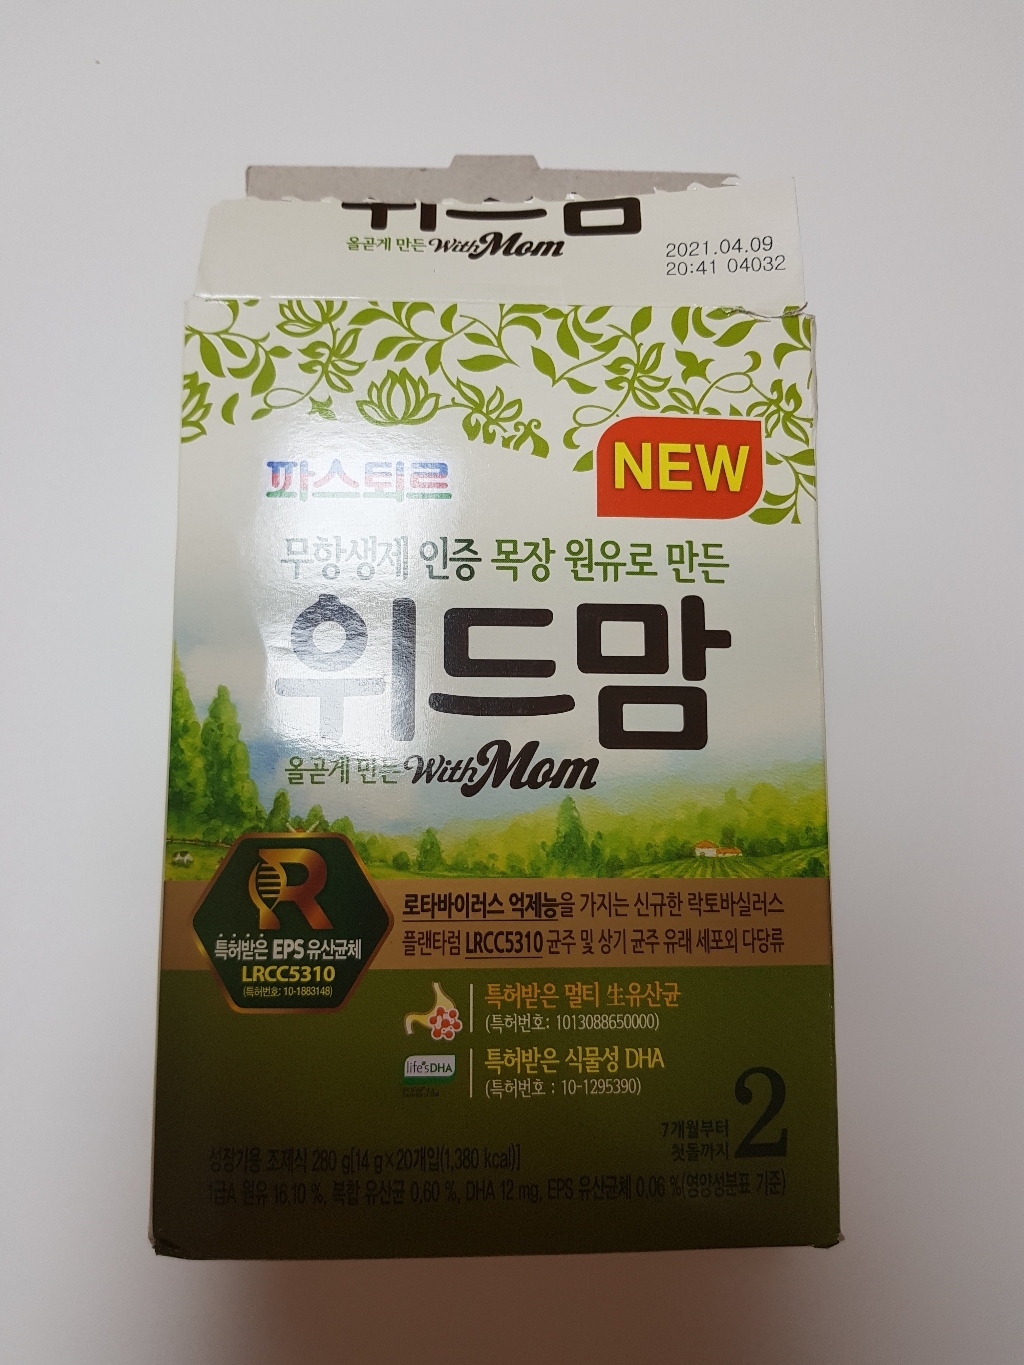 위드맘
올곧게 만든 With Mom
2021.04.09
20:41 04032
파스퇴르
NEW
무항생제 인증 목장 원유로 만든
위드맘
올곧게 만든 With Mom
R
로타바이러스 억제능을 가지는 신규한 락토바실러스
플랜타럼 LRCC5310 균주 및 상기 균주 유래 세포외 다당류
특허받은 EPS 유산균체
LRCC5310
(특허번호: 10-1883148)
특허받은 멀티 生유산균
(특허번호: 1013088650000)
life'sDHA
특허받은 식물성 DHA
(특허번호 : 10-1295390)
7개월부터
첫돌까지
2
성장기용 조제식 280 g[14 g×20개입(1,380 kcal)]
1급A 원유 16.10 %, 복합 유산균 0.60 %, DHA 12 mg, EPS 유산균체 0.06 %(영양성분표 기준)